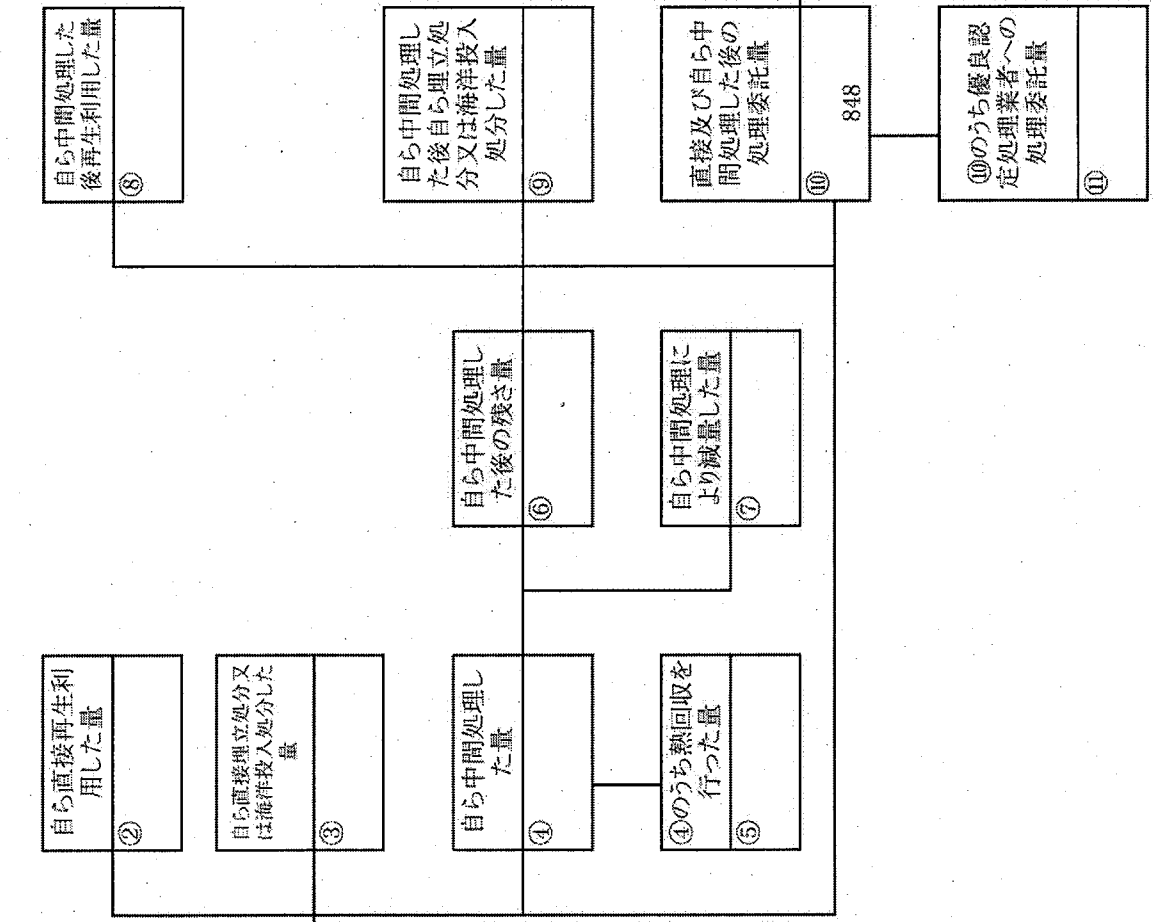 自ら直接再生利
用した量
②
自ら直接埋立処分又
は海洋投入処分した
量
③
自ら中間処理し
た量
④
④のうち熱回収を
行った量
⑤
自ら中間処理し
た後の残さ量
⑥
自ら中間処理に
より減量した量
⑦
自ら中間処理した
後再生利用した量
⑧
自ら中間処理し
た後自ら埋立処
分又は海洋投入
処分した量
⑨
直接及び自ら中
間処理した後の
処理委託量
⑩
848
⑩のうち優良認
定処理業者への
処理委託量
⑪